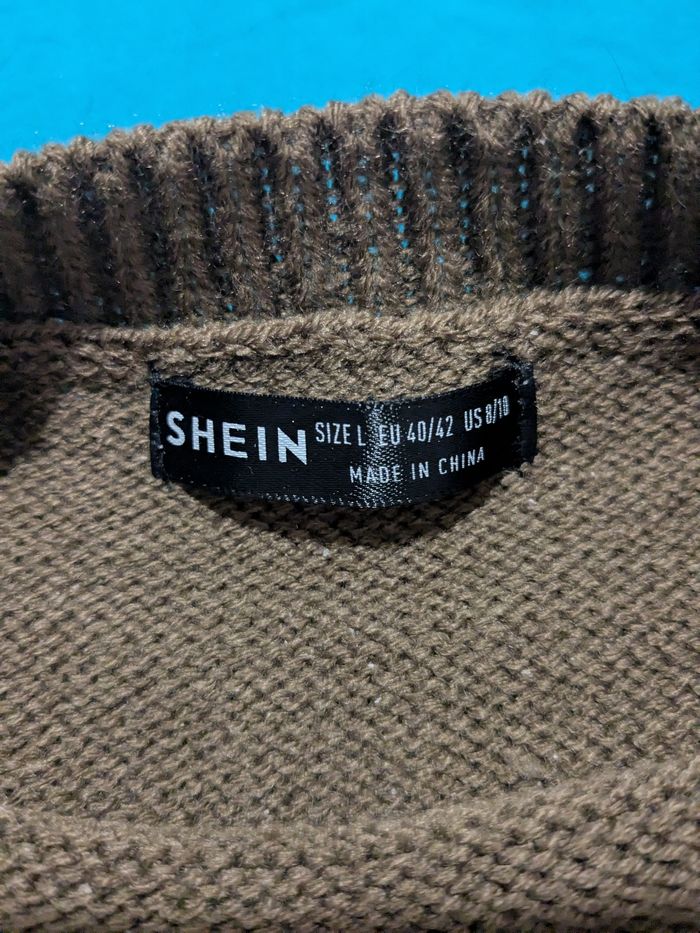 SHEIN SIZE L EU 40/42 US 8/10
MADE IN CHINA